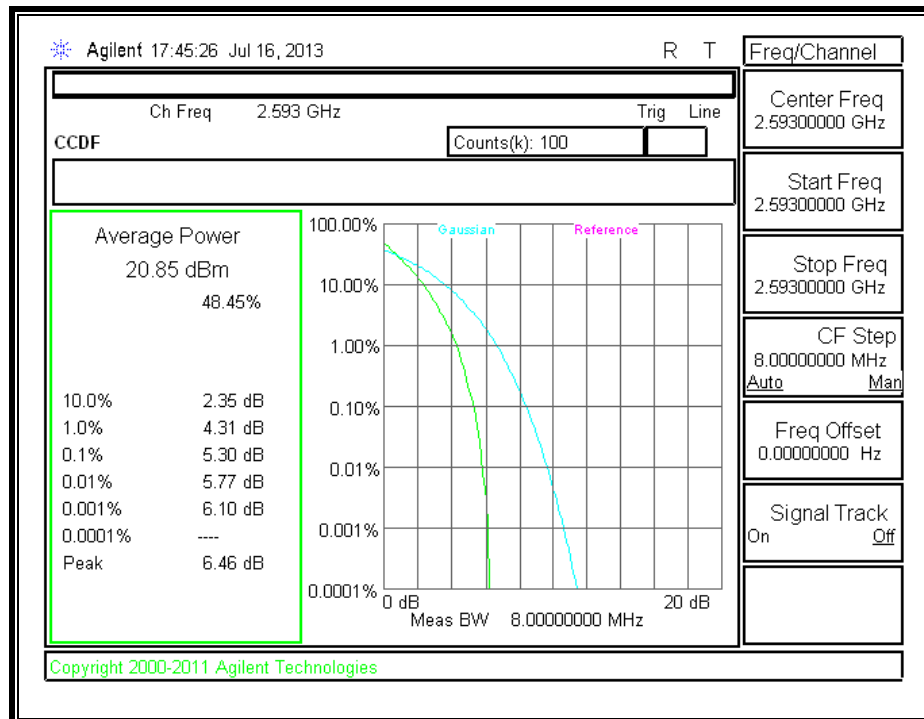 Agilent 17:45:26 Jul 16, 2013 R T
Ch Freq 2.593 GHz Trig Line
CCDF Counts(k): 100
Average Power
20.85 dBm
48.45%
10.0% 2.35 dB
1.0% 4.31 dB
0.1% 5.30 dB
0.01% 5.77 dB
0.001% 6.10 dB
0.0001% ----
Peak 6.46 dB
Gaussian Reference
100.00%
10.00%
1.00%
0.10%
0.01%
0.001%
0.0001%
0 dB 20 dB
Meas BW 8.00000000 MHz
Freq/Channel
Center Freq
2.59300000 GHz
Start Freq
2.59300000 GHz
Stop Freq
2.59300000 GHz
CF Step
8.00000000 MHz
Auto Man
Freq Offset
0.00000000 Hz
Signal Track
On Off
Copyright 2000-2011 Agilent Technologies